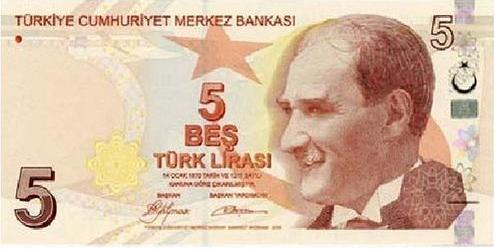 TÜRKİYE CUMHURİYET MERKEZ BANKASI
5
5
BEŞ
TÜRK LİRASI
14 OCAK 1970 TARİH VE 1211 SAYILI
KANUNA GÖRE ÇIKARILMIŞTIR.
BAŞKAN BAŞKAN YARDIMCISI
5